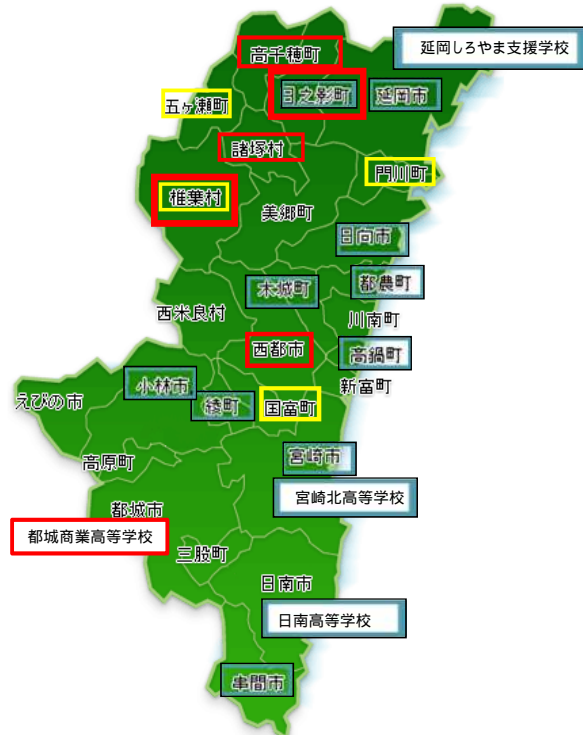 延岡しろやま支援学校
高千穂町
日之影町
延岡市
五ヶ瀬町
諸塚村
門川町
椎葉村
美郷町
日向市
木城町
都農町
西米良村
川南町
西都市
高鍋町
小林市
新富町
えびの市
綾町
国富町
高原町
宮崎市
宮崎北高等学校
都城市
都城商業高等学校
三股町
日南市
日南高等学校
串間市